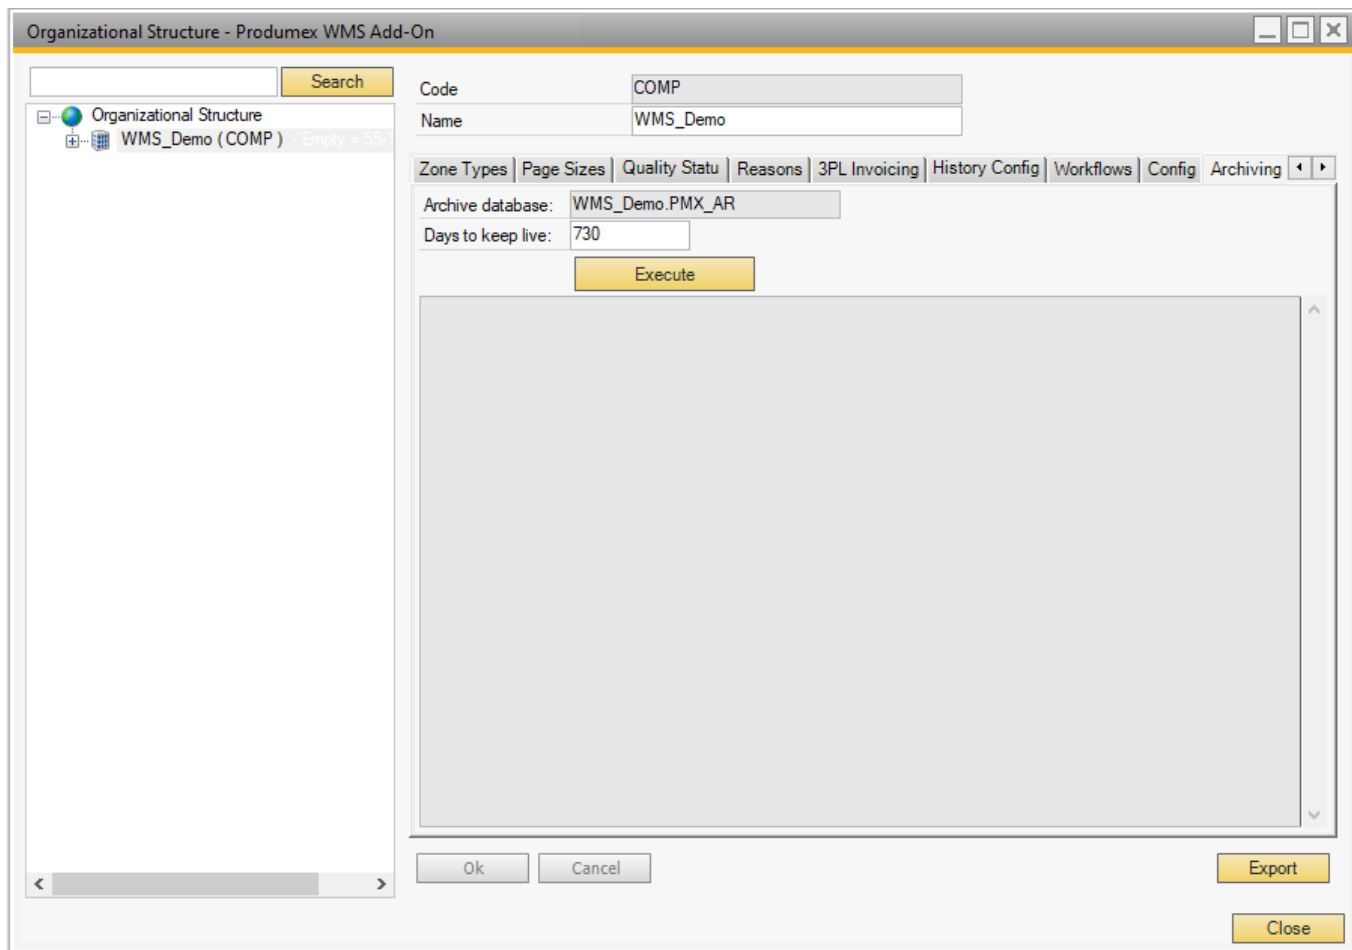 Organizational Structure - Produmex WMS Add-On
Search
Organizational Structure
WMS_Demo ( COMP ) - Empty = 55/
Code COMP
Name WMS_Demo
Zone Types Page Sizes Quality Statu Reasons 3PL Invoicing History Config Workflows Config Archiving
Archive database: WMS_Demo.PMX_AR
Days to keep live: 730
Execute
Ok Cancel Export
Close